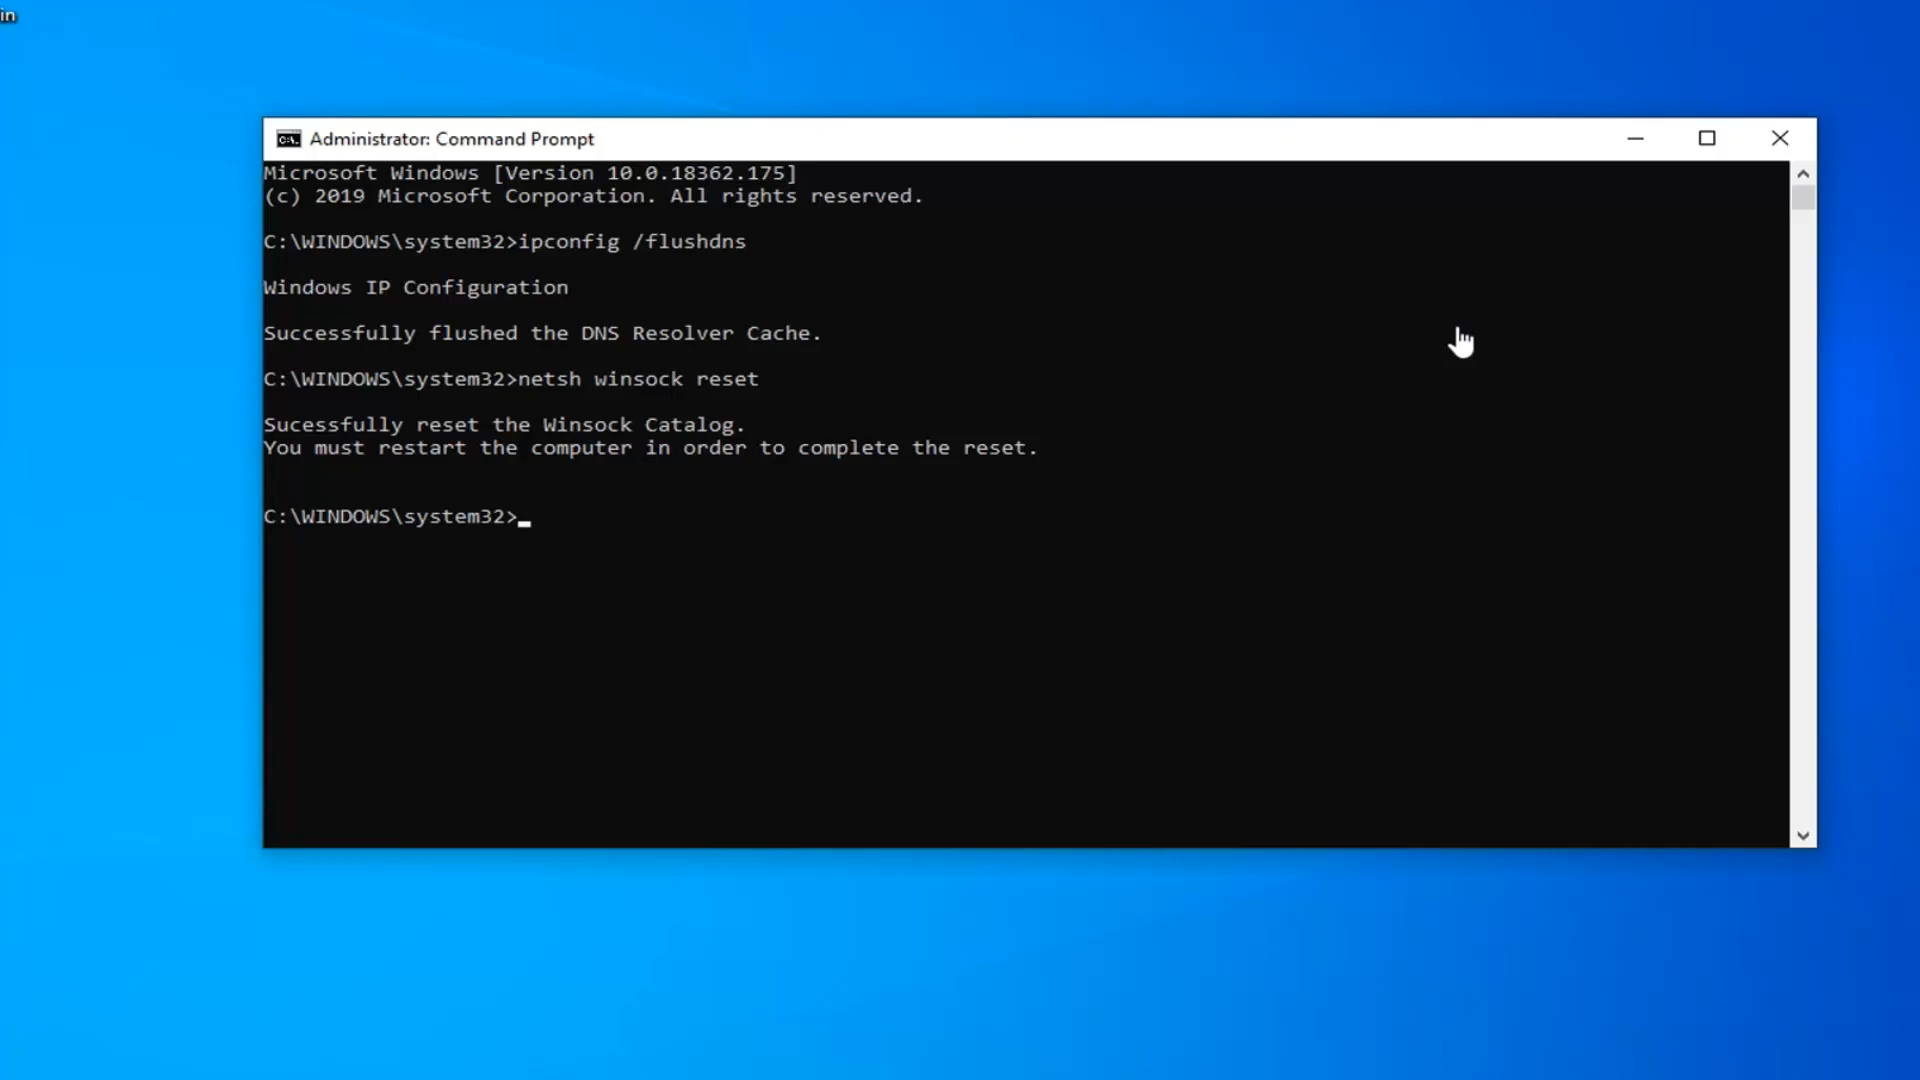 in
Administrator: Command Prompt
Microsoft Windows [Version 10.0.18362.175]
(c) 2019 Microsoft Corporation. All rights reserved.
C:\WINDOWS\system32>ipconfig /flushdns
Windows IP Configuration
Successfully flushed the DNS Resolver Cache.
C:\WINDOWS\system32>netsh winsock reset
Sucessfully reset the Winsock Catalog.
You must restart the computer in order to complete the reset.
C:\WINDOWS\system32>